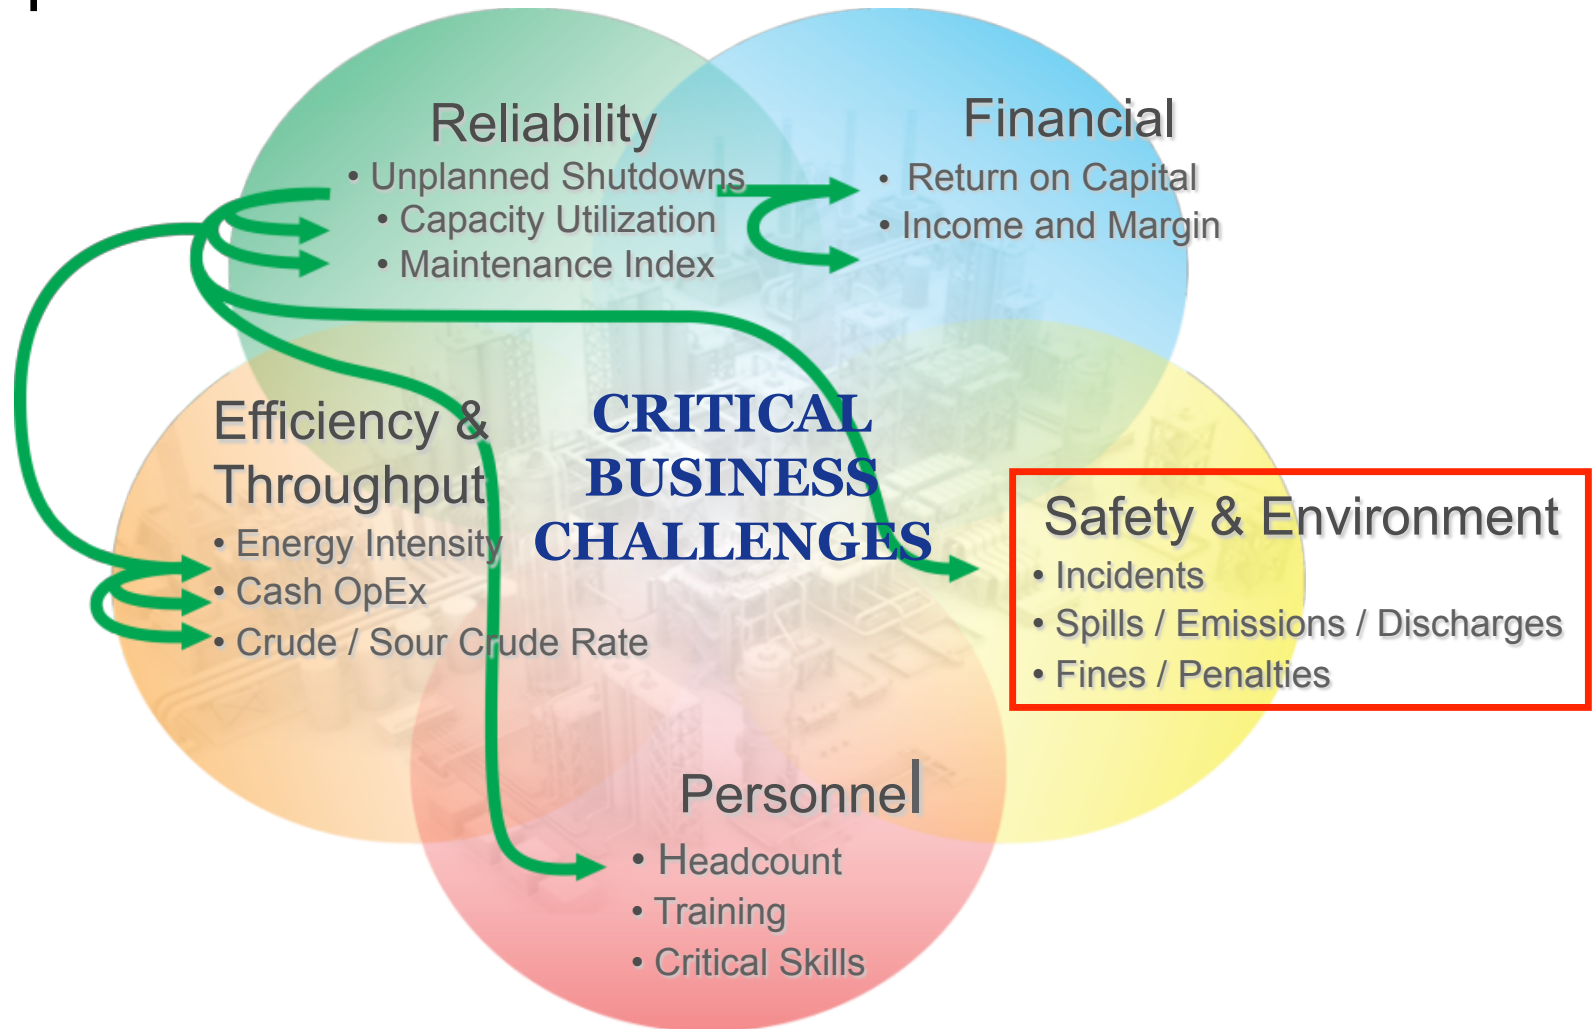 Reliability
• Unplanned Shutdowns
• Capacity Utilization
• Maintenance Index
Financial
• Return on Capital
• Income and Margin
Efficiency &
Throughput
• Energy Intensity
• Cash OpEx
• Crude / Sour Crude Rate
CRITICAL
BUSINESS
CHALLENGES
Safety & Environment
• Incidents
• Spills / Emissions / Discharges
• Fines / Penalties
Personnel
• Headcount
• Training
• Critical Skills